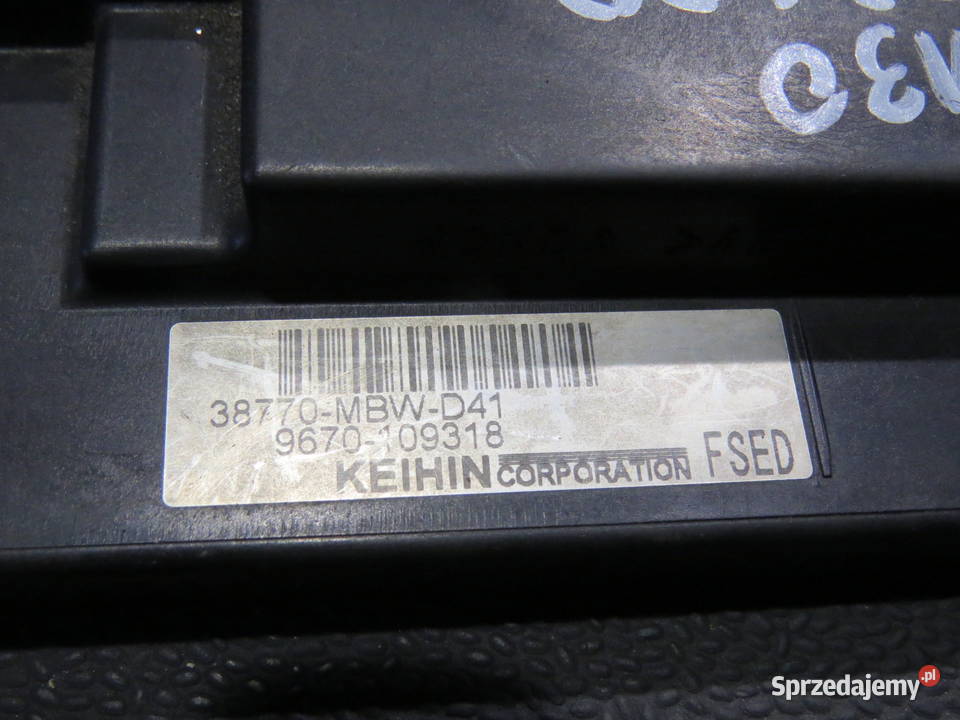 38770-MBW-D41
9670-109318
KEIHIN CORPORATION FSED
Sprzedajemy.pl